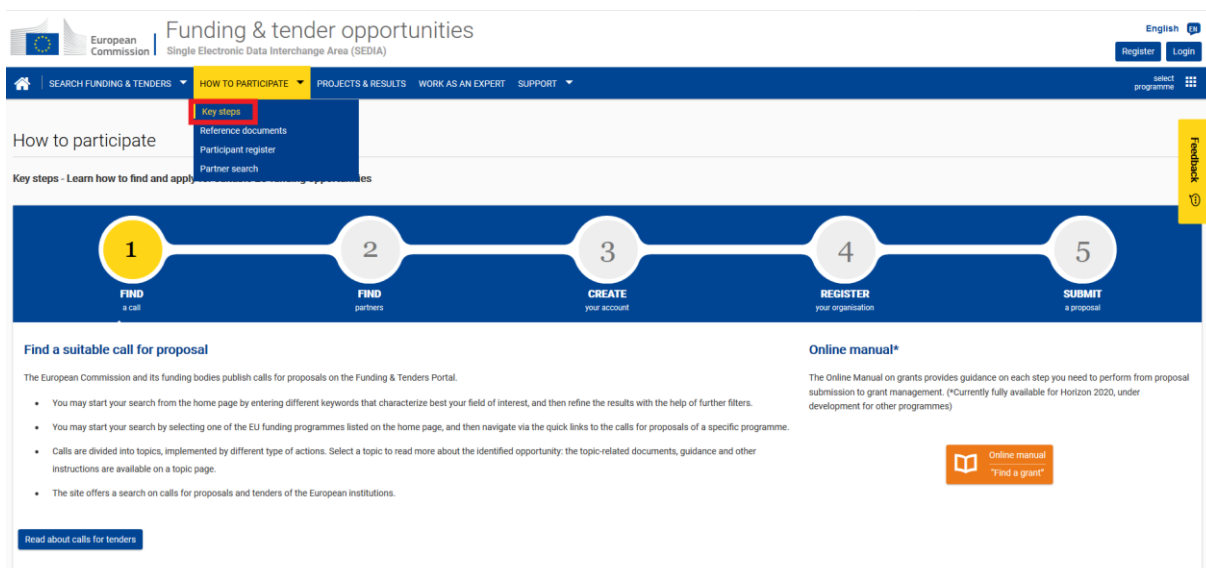 European
Commission
Funding & tender opportunities
Single Electronic Data Interchange Area (SEDIA)
English EN
Register Login
SEARCH FUNDING & TENDERS HOW TO PARTICIPATE PROJECTS & RESULTS WORK AS AN EXPERT SUPPORT
select
programme
Key steps
Reference documents
Participant register
Partner search
How to participate
Feedback
Key steps - Learn how to find and apply
1 2 3 4 5
FIND FIND CREATE REGISTER SUBMIT
a call partners your account your organisation a proposal
Find a suitable call for proposal
The European Commission and its funding bodies publish calls for proposals on the Funding & Tenders Portal.
• You may start your search from the home page by entering different keywords that characterize best your field of interest, and then refine the results with the help of further filters.
• You may start your search by selecting one of the EU funding programmes listed on the home page, and then navigate via the quick links to the calls for proposals of a specific programme.
• Calls are divided into topics, implemented by different type of actions. Select a topic to read more about the identified opportunity: the topic-related documents, guidance and other
instructions are available on a topic page.
• The site offers a search on calls for proposals and tenders of the European institutions.
Read about calls for tenders
Online manual*
The Online Manual on grants provides guidance on each step you need to perform from proposal
submission to grant management. (*Currently fully available for Horizon 2020, under
development for other programmes)
Online manual
"Find a grant"